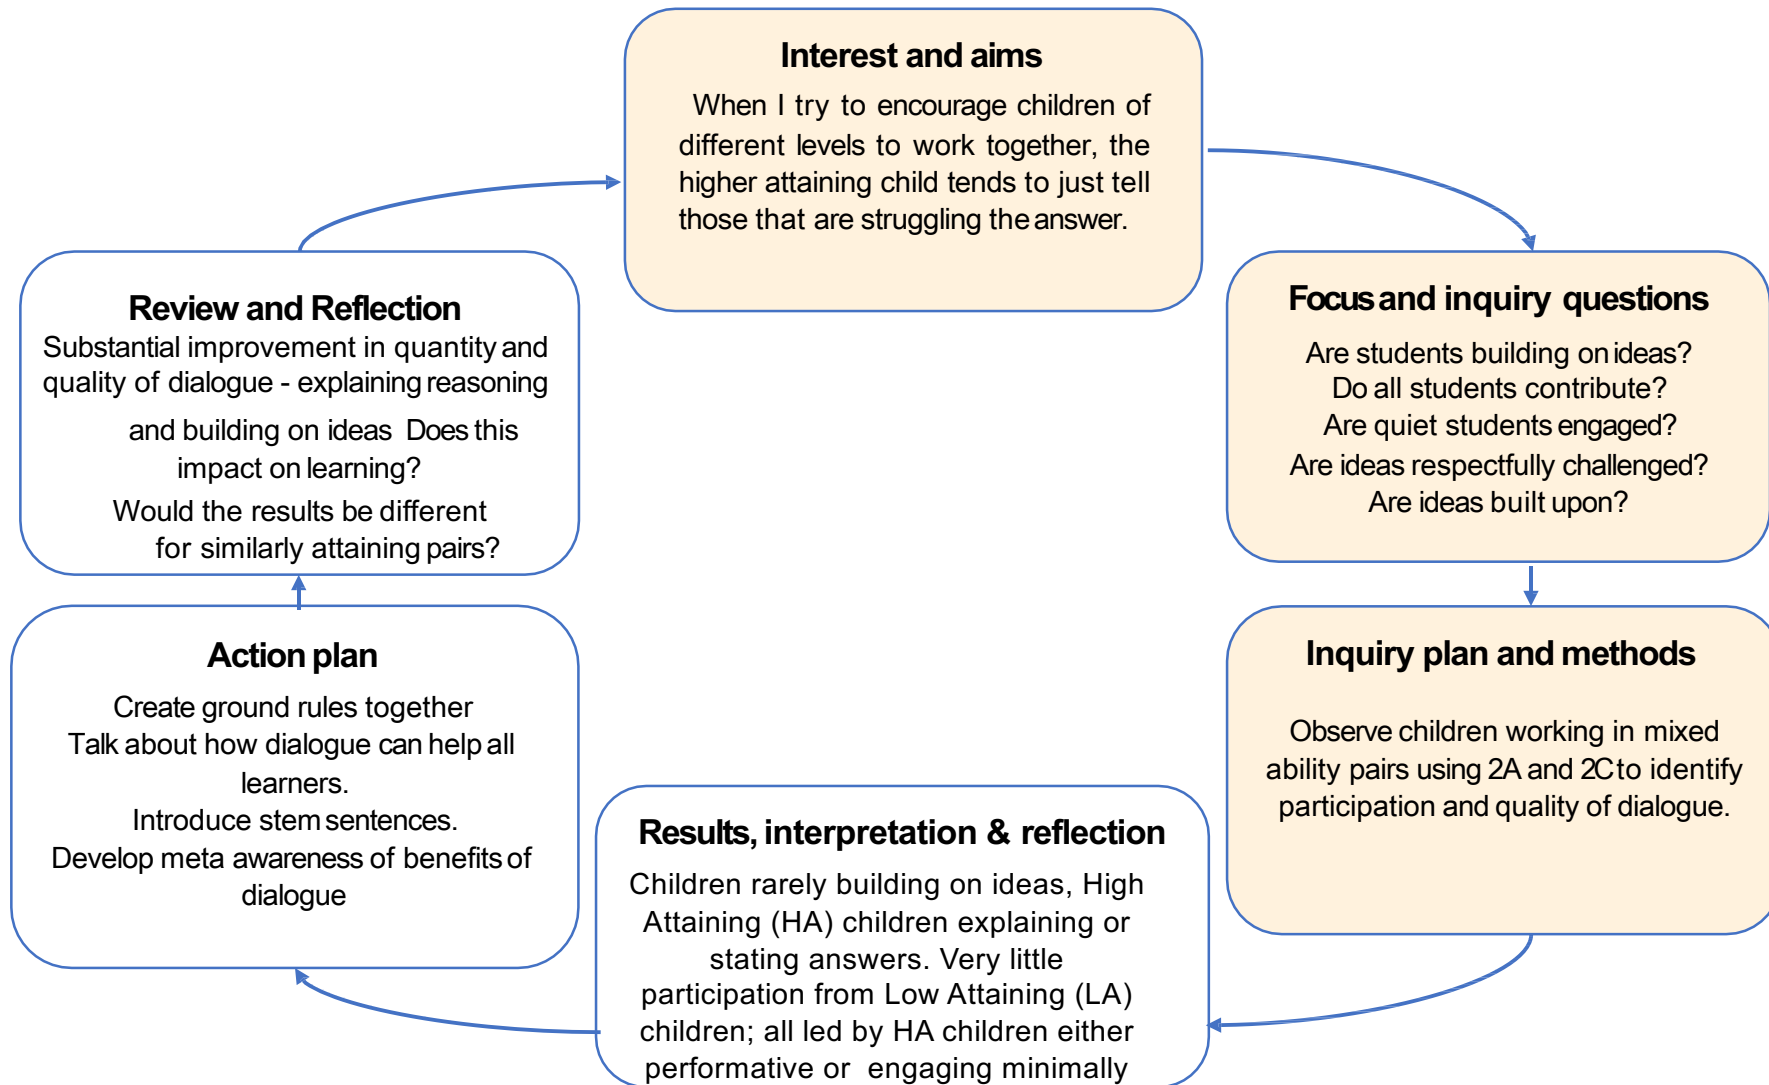 Interest and aims
When I try to encourage children of
different levels to work together, the
higher attaining child tends to just tell
those that are struggling the answer.
Focus and inquiry questions
Are students building on ideas?
Do all students contribute?
Are quiet students engaged?
Are ideas respectfully challenged?
Are ideas built upon?
Inquiry plan and methods
Observe children working in mixed
ability pairs using 2A and 2C to identify
participation and quality of dialogue.
Results, interpretation & reflection
Children rarely building on ideas, High
Attaining (HA) children explaining or
stating answers. Very little
participation from Low Attaining (LA)
children; all led by HA children either
performative or engaging minimally
Action plan
Create ground rules together
Talk about how dialogue can help all
learners.
Introduce stem sentences.
Develop meta awareness of benefits of
dialogue
Review and Reflection
Substantial improvement in quantity and
quality of dialogue - explaining reasoning
and building on ideas Does this
impact on learning?
Would the results be different
for similarly attaining pairs?